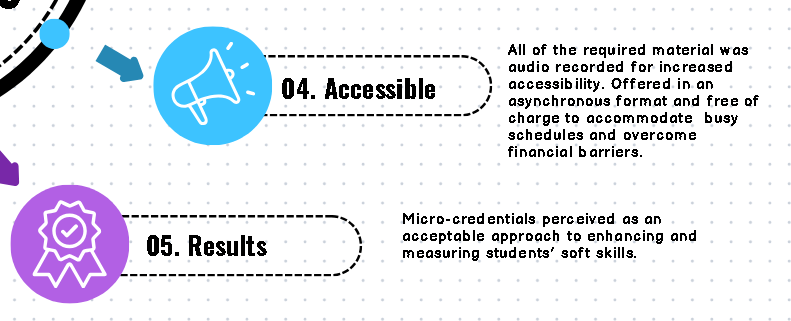 04. Accessible
All of the required material was
audio recorded for increased
accessibility. Offered in an
asynchronous format and free of
charge to accommodate busy
schedules and overcome
financial barriers.
05. Results
Micro-credentials perceived as an
acceptable approach to enhancing and
measuring students' soft skills.